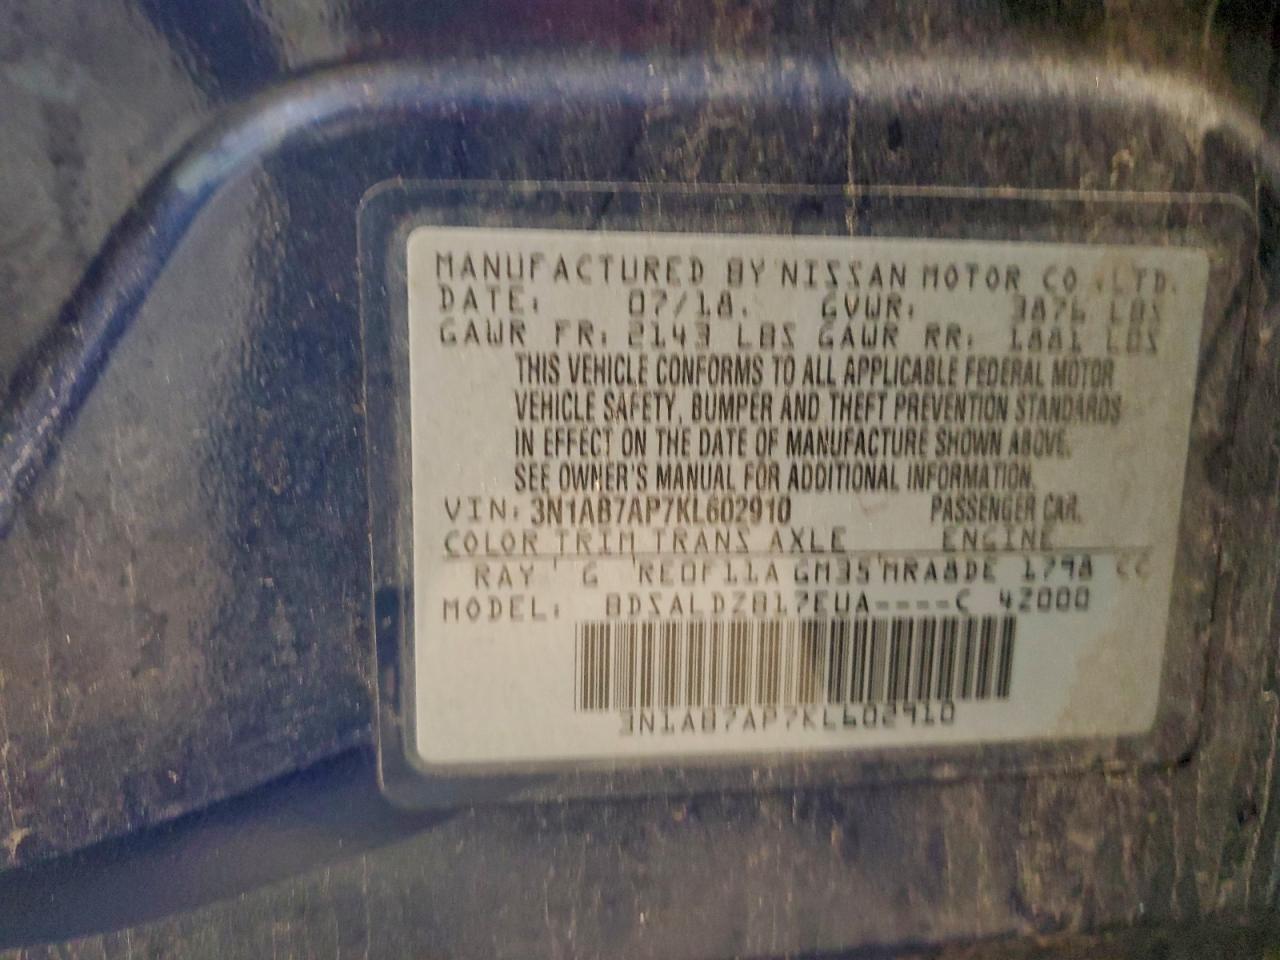 MANUFACTURED BY NISSAN MOTOR CO.,LTD.
DATE: 07/18. GVWR: 3876 LBS
GAWR FR: 2143 LBS GAWR RR: 1881 LBS
THIS VEHICLE CONFORMS TO ALL APPLICABLE FEDERAL MOTOR
VEHICLE SAFETY, BUMPER AND THEFT PREVENTION STANDARDS
IN EFFECT ON THE DATE OF MANUFACTURE SHOWN ABOVE.
SEE OWNER'S MANUAL FOR ADDITIONAL INFORMATION.
VIN: 3N1AB7AP7KL602910 PASSENGER CAR.
COLOR TRIM TRANS AXLE ENGINE
RAY G RE0F11A GM35 MRA8DE 1798 CC
MODEL: BDSALDZB17EUA----C 42000
3N1AB7AP7KL602910